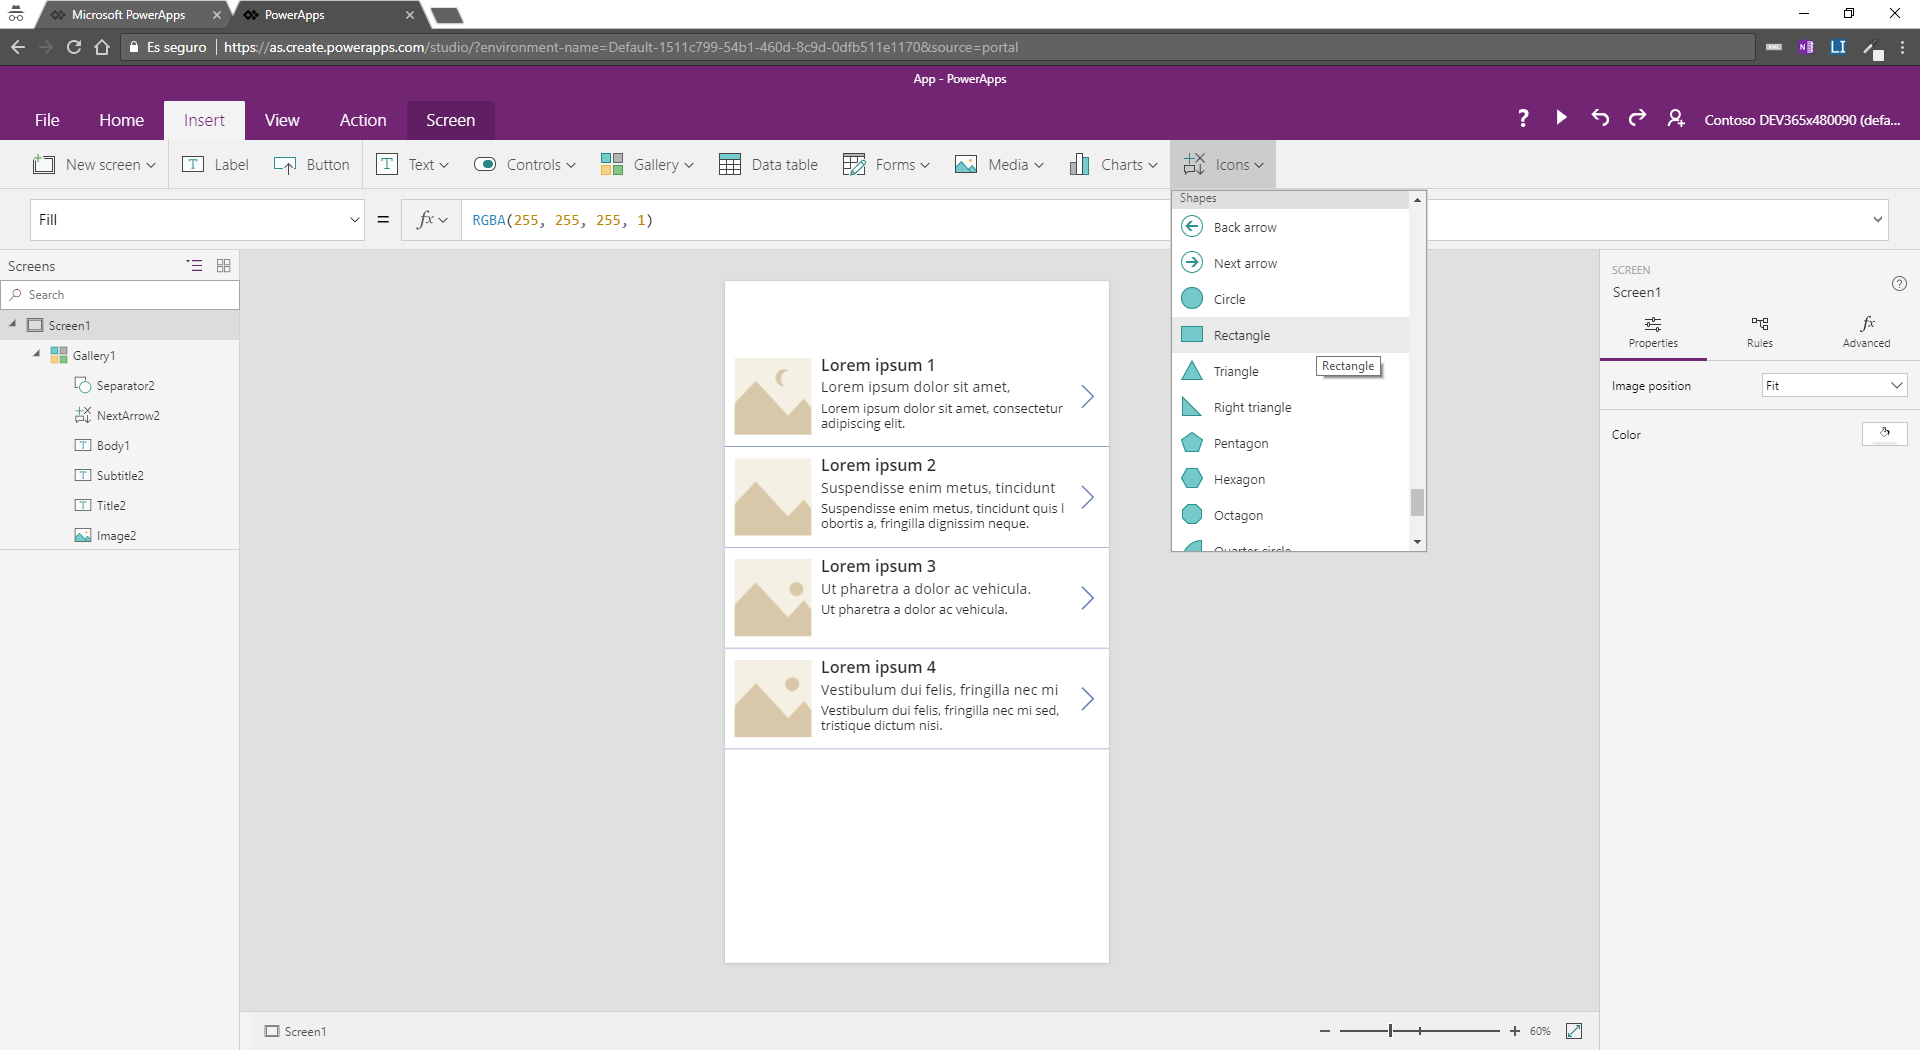 Microsoft PowerApps
PowerApps
Es seguro
https://as.create.powerapps.com/studio/?environment-name=Default-1511c799-54b1-460d-8c9d-0dfb511e1170&source=portal
App - PowerApps
File
Home
Insert
View
Action
Screen
Contoso DEV365x480090 (defa...
New screen
Label
Button
Text
Controls
Gallery
Data table
Forms
Media
Charts
Icons
Fill
=
fx
RGBA(255, 255, 255, 1)
Shapes
Back arrow
Next arrow
Circle
Rectangle
Rectangle
Triangle
Right triangle
Pentagon
Hexagon
Octagon
Quarter circle
Screens
Search
Screen1
Gallery1
Separator2
NextArrow2
Body1
Subtitle2
Title2
Image2
Lorem ipsum 1
Lorem ipsum dolor sit amet,
Lorem ipsum dolor sit amet, consectetur
adipiscing elit.
Lorem ipsum 2
Suspendisse enim metus, tincidunt
Suspendisse enim metus, tincidunt quis l
obortis a, fringilla dignissim neque.
Lorem ipsum 3
Ut pharetra a dolor ac vehicula.
Ut pharetra a dolor ac vehicula.
Lorem ipsum 4
Vestibulum dui felis, fringilla nec mi
Vestibulum dui felis, fringilla nec mi sed,
tristique dictum nisi.
SCREEN
Screen1
Properties
Rules
fx
Advanced
Image position
Fit
Color
Screen1
60%